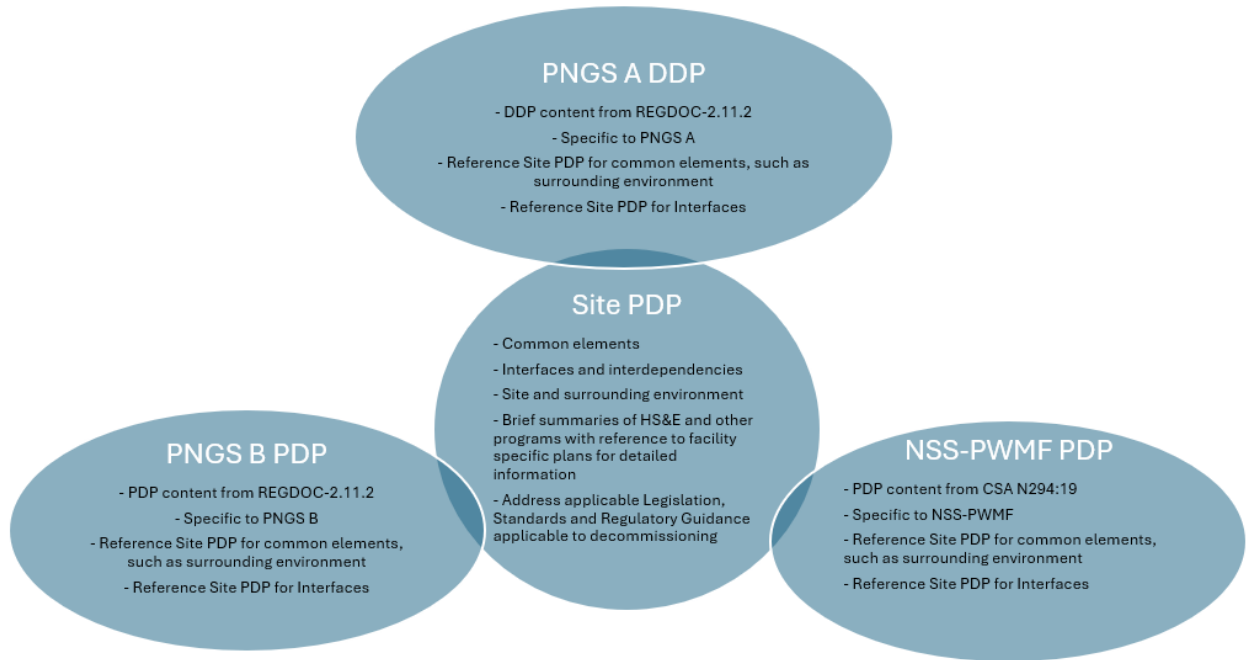 PNGS A DDP
- DDP content from REGDOC-2.11.2
- Specific to PNGS A
- Reference Site PDP for common elements, such as
surrounding environment
- Reference Site PDP for Interfaces
Site PDP
- Common elements
- Interfaces and interdependencies
- Site and surrounding environment
- Brief summaries of HS&E and other
programs with reference to facility
specific plans for detailed
information
- Address applicable Legislation,
Standards and Regulatory Guidance
applicable to decommissioning
PNGS B PDP
- PDP content from REGDOC-2.11.2
- Specific to PNGS B
- Reference Site PDP for common elements,
such as surrounding environment
- Reference Site PDP for Interfaces
NSS-PWMF PDP
- PDP content from CSA N294:19
- Specific to NSS-PWMF
- Reference Site PDP for common elements,
such as surrounding environment
- Reference Site PDP for Interfaces